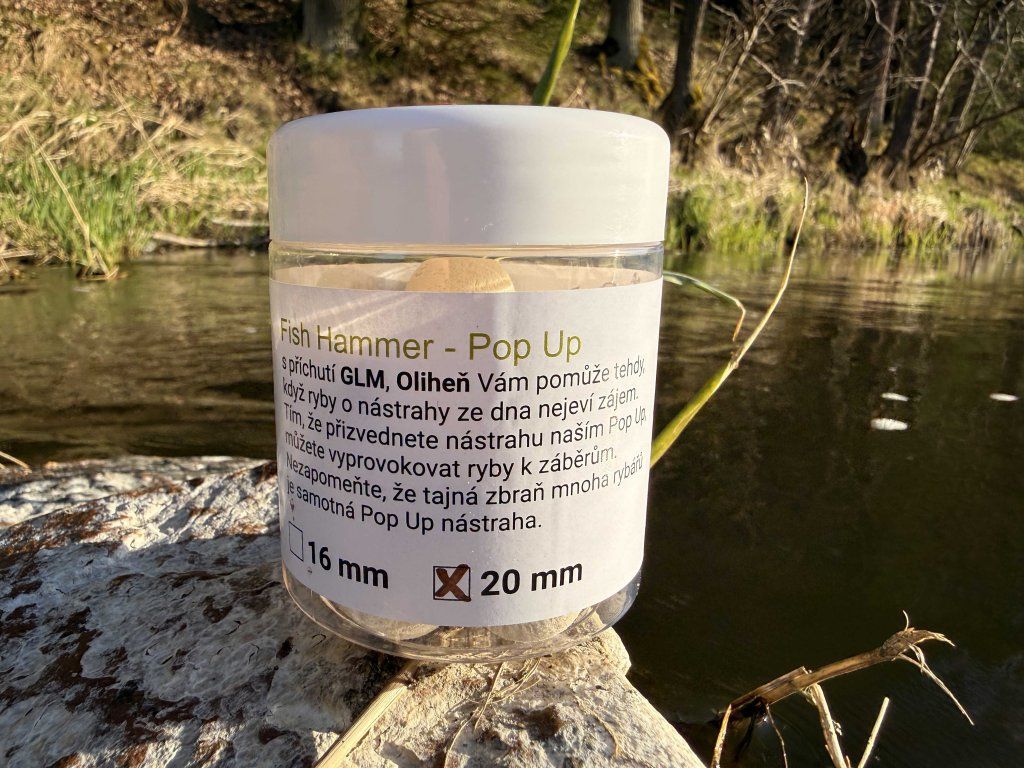 Fish Hammer - Pop Up
s příchutí GLM, Oliheň Vám pomůže tehdy,
když ryby o nástrahy ze dna nejeví zájem.
Tím, že přizvednete nástrahu naším Pop Up,
můžete vyprovokovat ryby k záběrům.
Nezapomeňte, že tajná zbraň mnoha rybářů
je samotná Pop Up nástraha.
16 mm X 20 mm